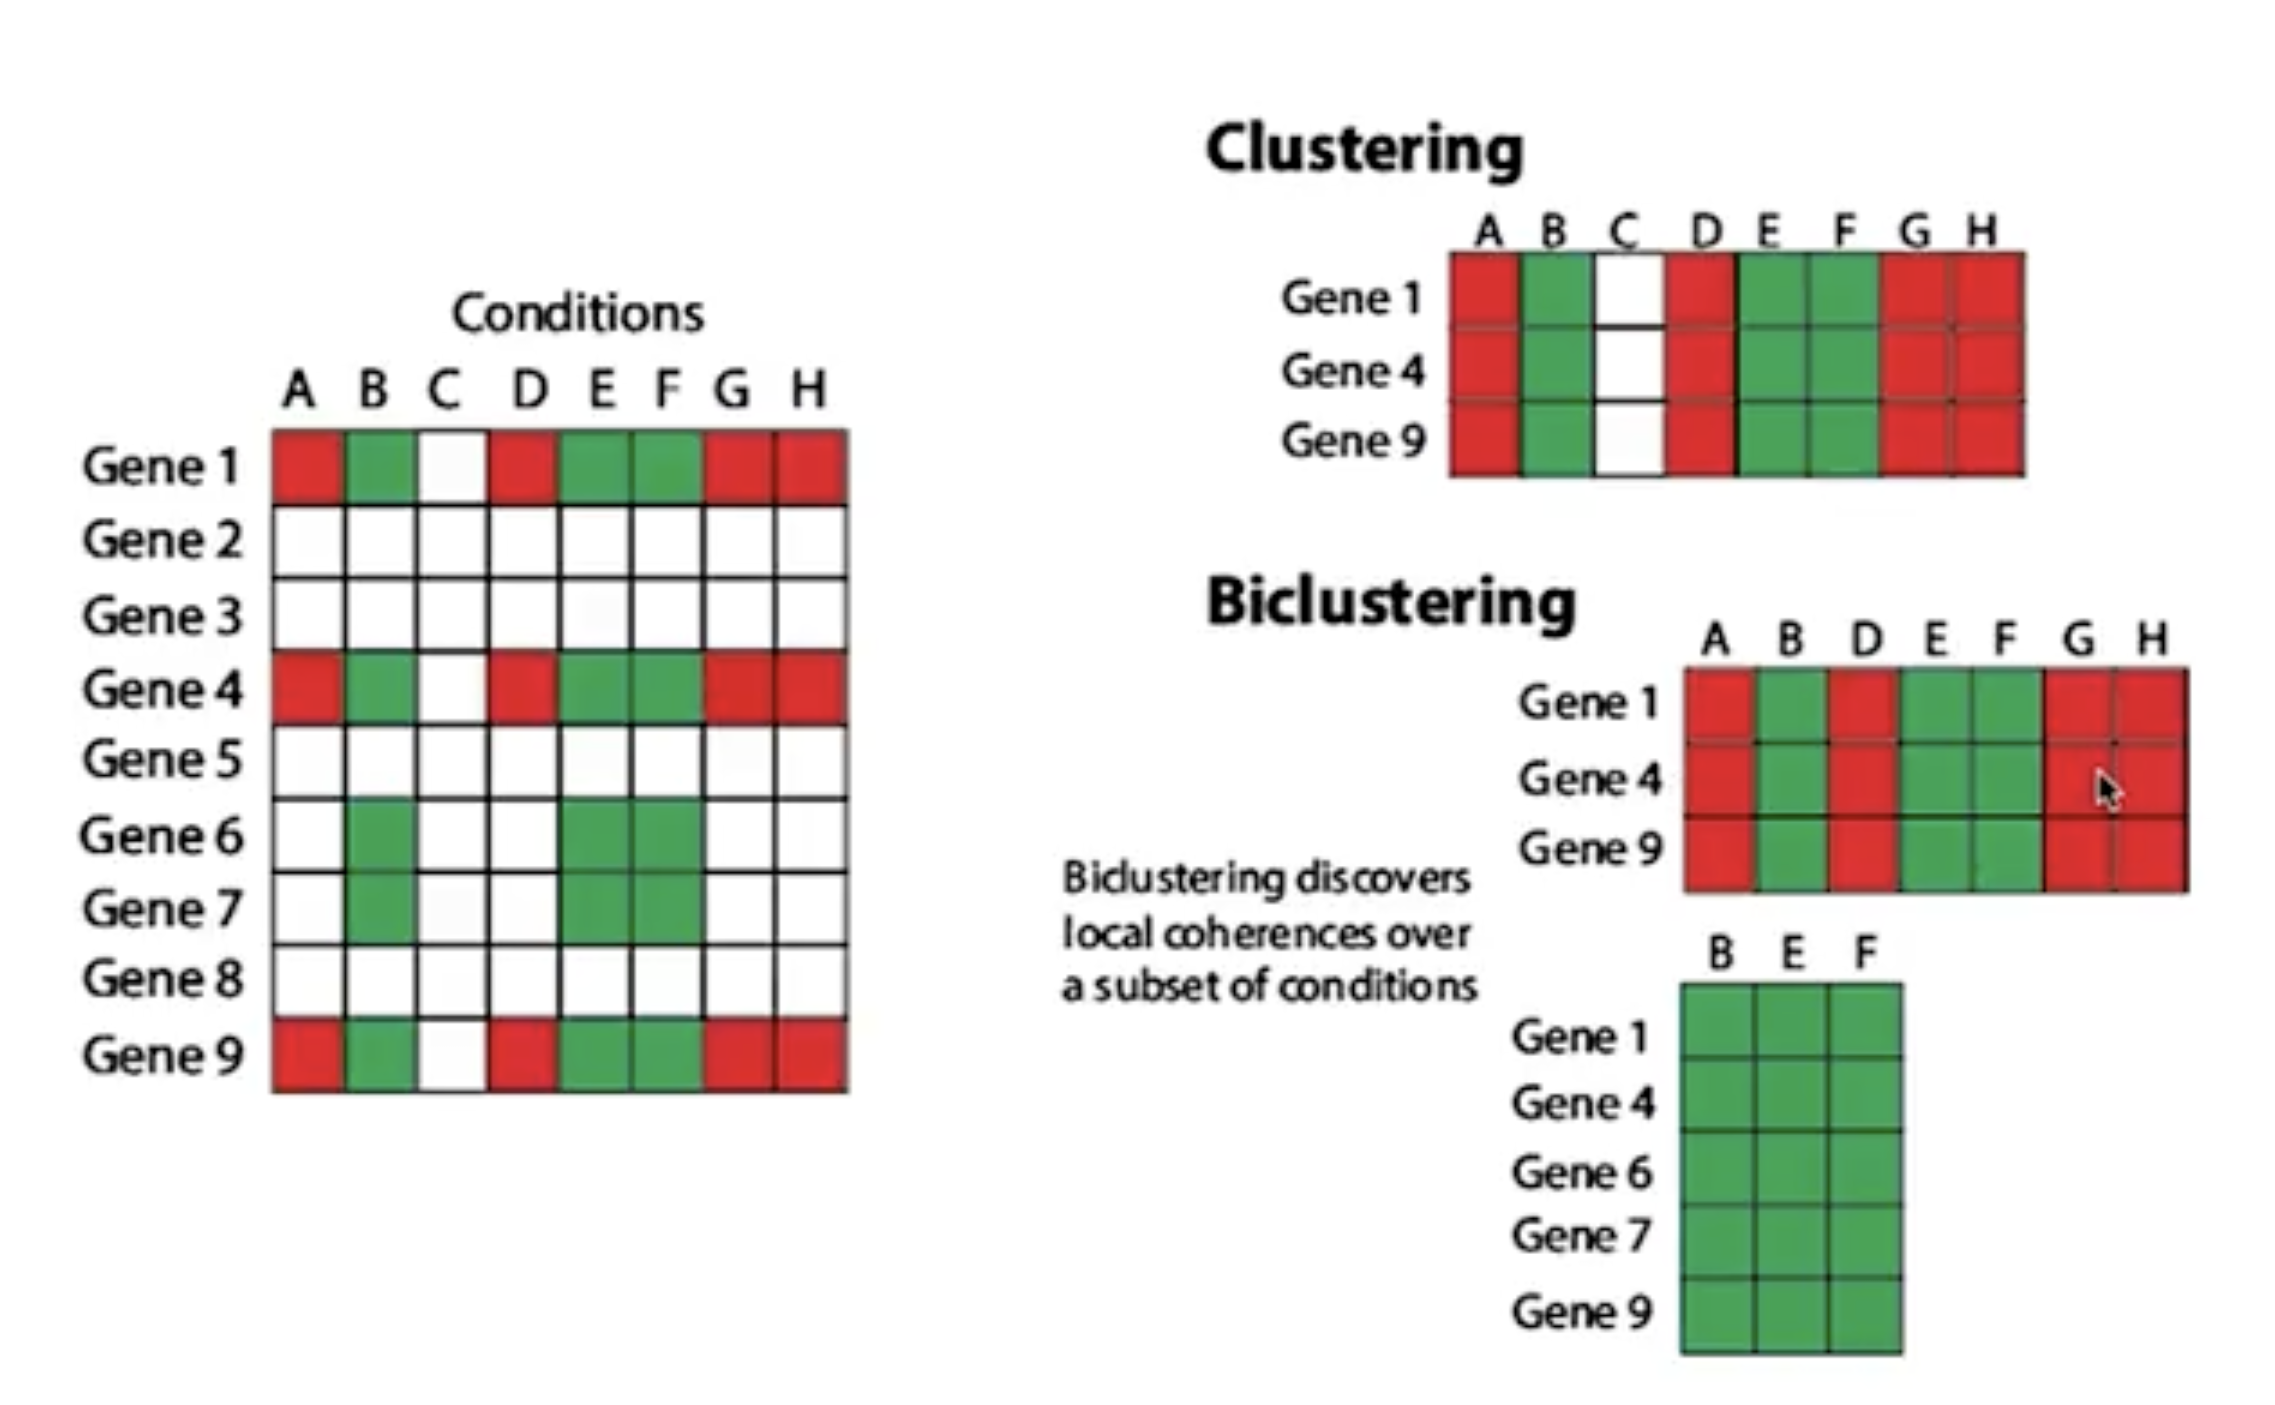 Conditions
A B C D E F G H
Gene 1
Gene 2
Gene 3
Gene 4
Gene 5
Gene 6
Gene 7
Gene 8
Gene 9
Clustering
A B C D E F G H
Gene 1
Gene 4
Gene 9
Biclustering
Biclustering discovers
local coherences over
a subset of conditions
A B D E F G H
Gene 1
Gene 4
Gene 9
B E F
Gene 1
Gene 4
Gene 6
Gene 7
Gene 9